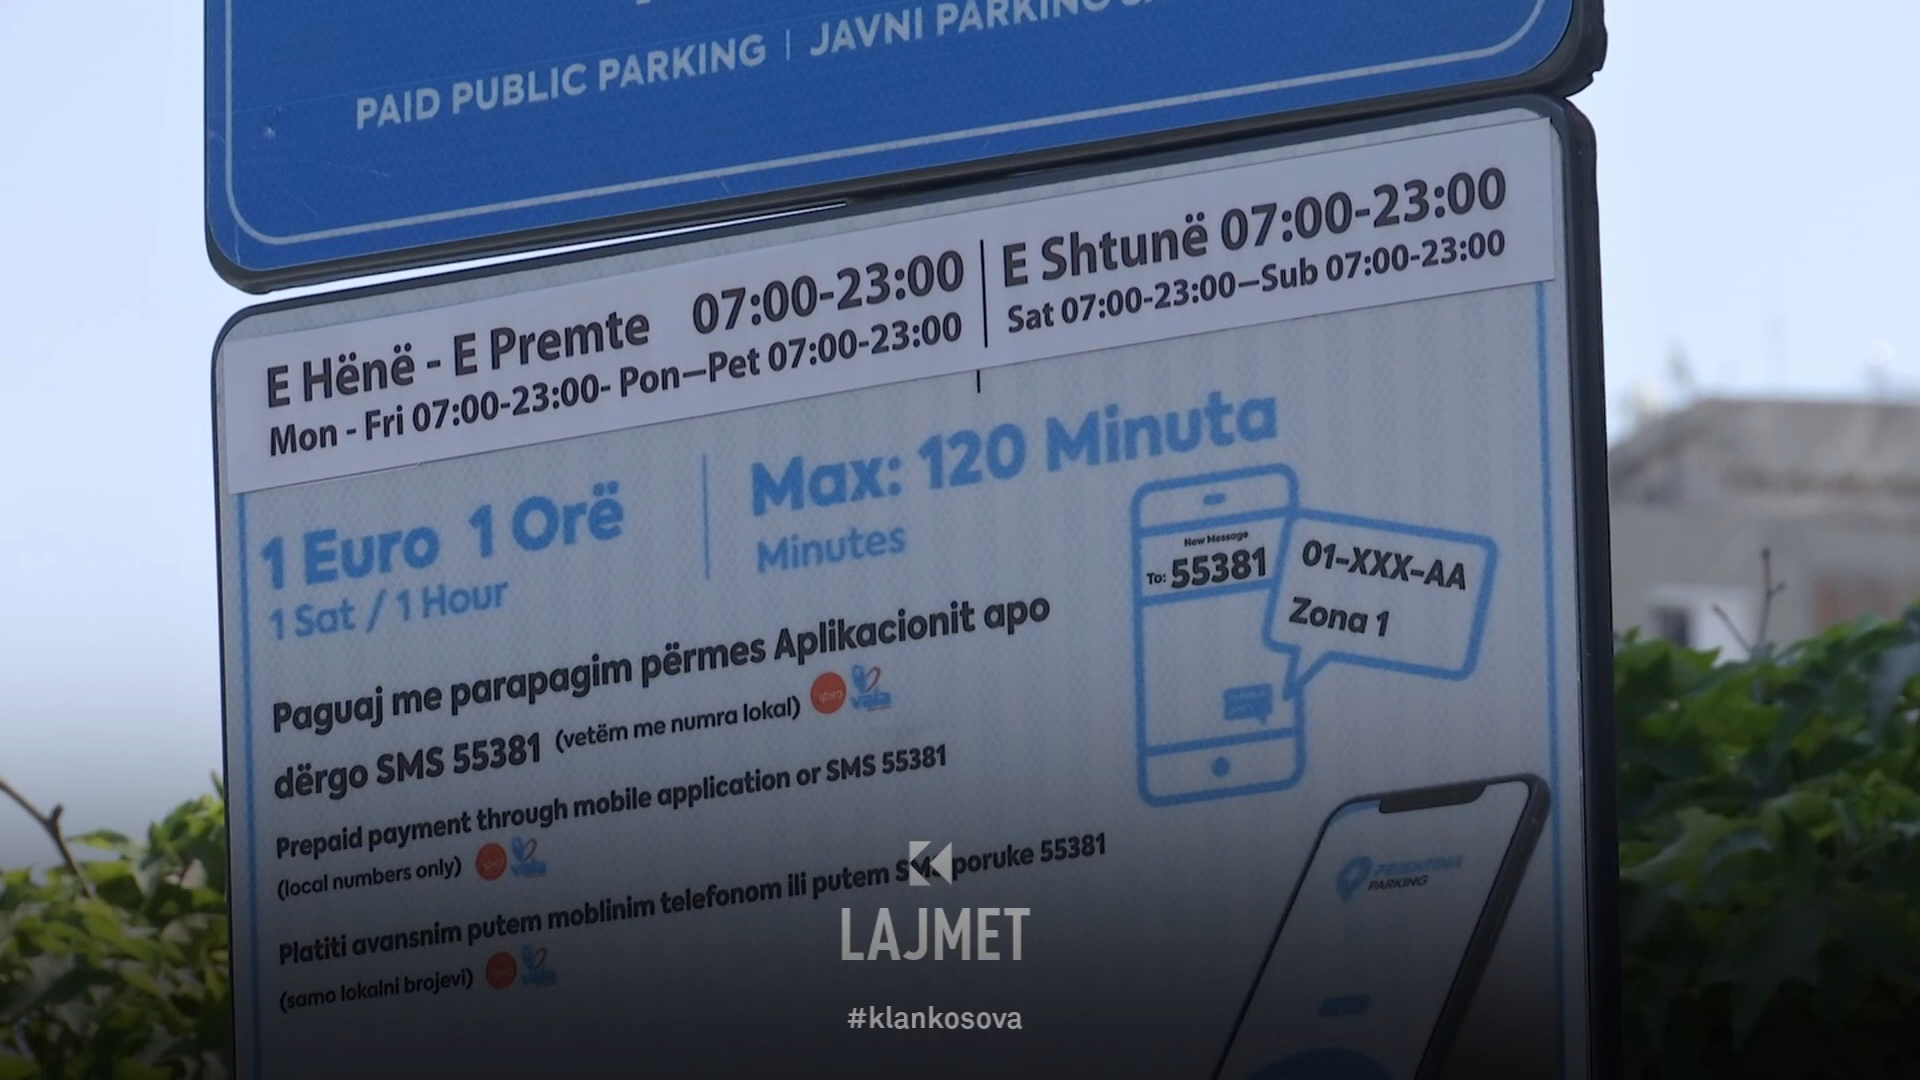 PAID PUBLIC PARKING | JAVNI PARKING
E Hënë - E Premte 07:00-23:00
Mon - Fri 07:00-23:00- Pon—Pet 07:00-23:00
E Shtunë 07:00-23:00
Sat 07:00-23:00—Sub 07:00-23:00
1 Euro 1 Orë
1 Sat / 1 Hour
Max: 120 Minuta
Minutes
New Message
To: 55381
01-XXX-AA
Zona 1
Paguaj me parapagim përmes Aplikacionit apo
dërgo SMS 55381 (vetëm me numra lokal)
vala
Prepaid payment through mobile application or SMS 55381
(local numbers only)
vala
Platiti avansnim putem moblinim telefonom ili putem SMS poruke 55381
(samo lokalni brojevi)
vala
PRISHTINA
PARKING
LAJMET
#klankosova